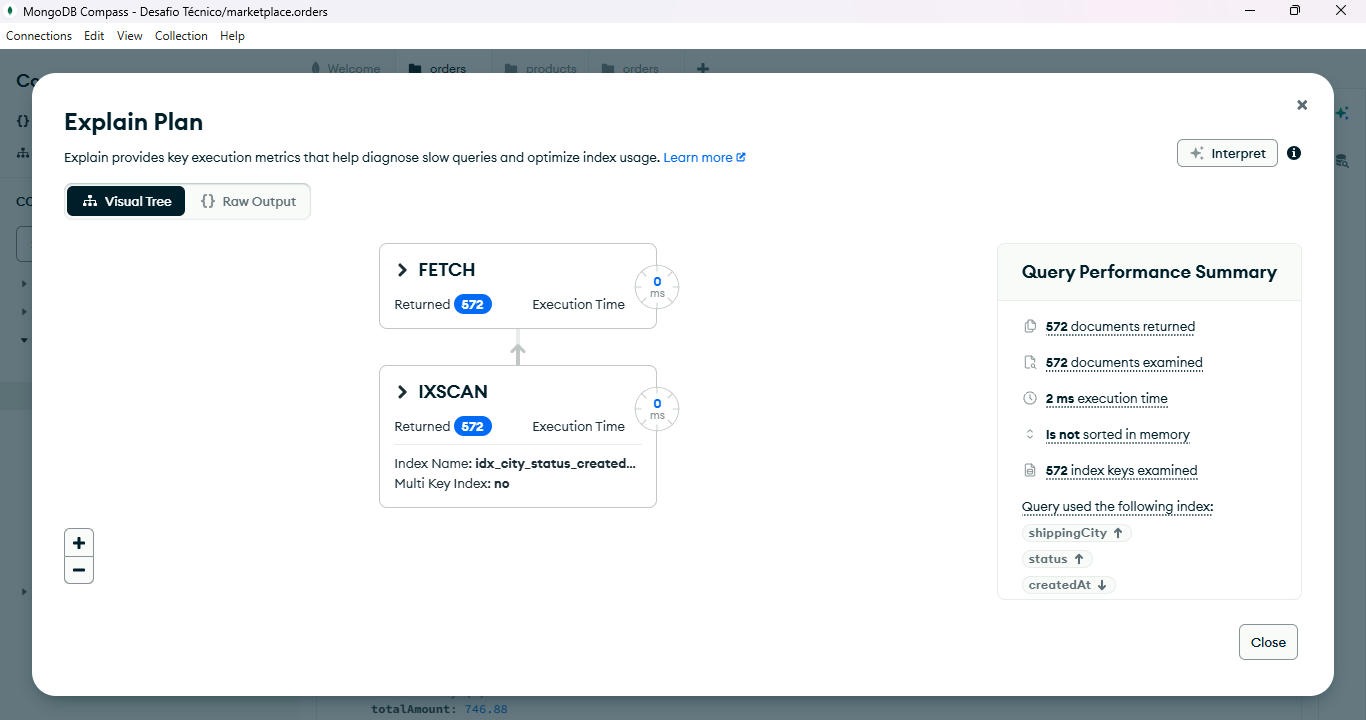 MongoDB Compass - Desafio Técnico/marketplace.orders
Connections Edit View Collection Help
Welcome orders products orders
Explain Plan
Explain provides key execution metrics that help diagnose slow queries and optimize index usage. Learn more
Interpret
Visual Tree {} Raw Output
FETCH
Returned 572 Execution Time 0 ms
IXSCAN
Returned 572 Execution Time 0 ms
Index Name: idx_city_status_created...
Multi Key Index: no
+
−
Query Performance Summary
572 documents returned
572 documents examined
2 ms execution time
Is not sorted in memory
572 index keys examined
Query used the following index:
shippingCity ↑
status ↑
createdAt ↓
Close
totalAmount: 746.88